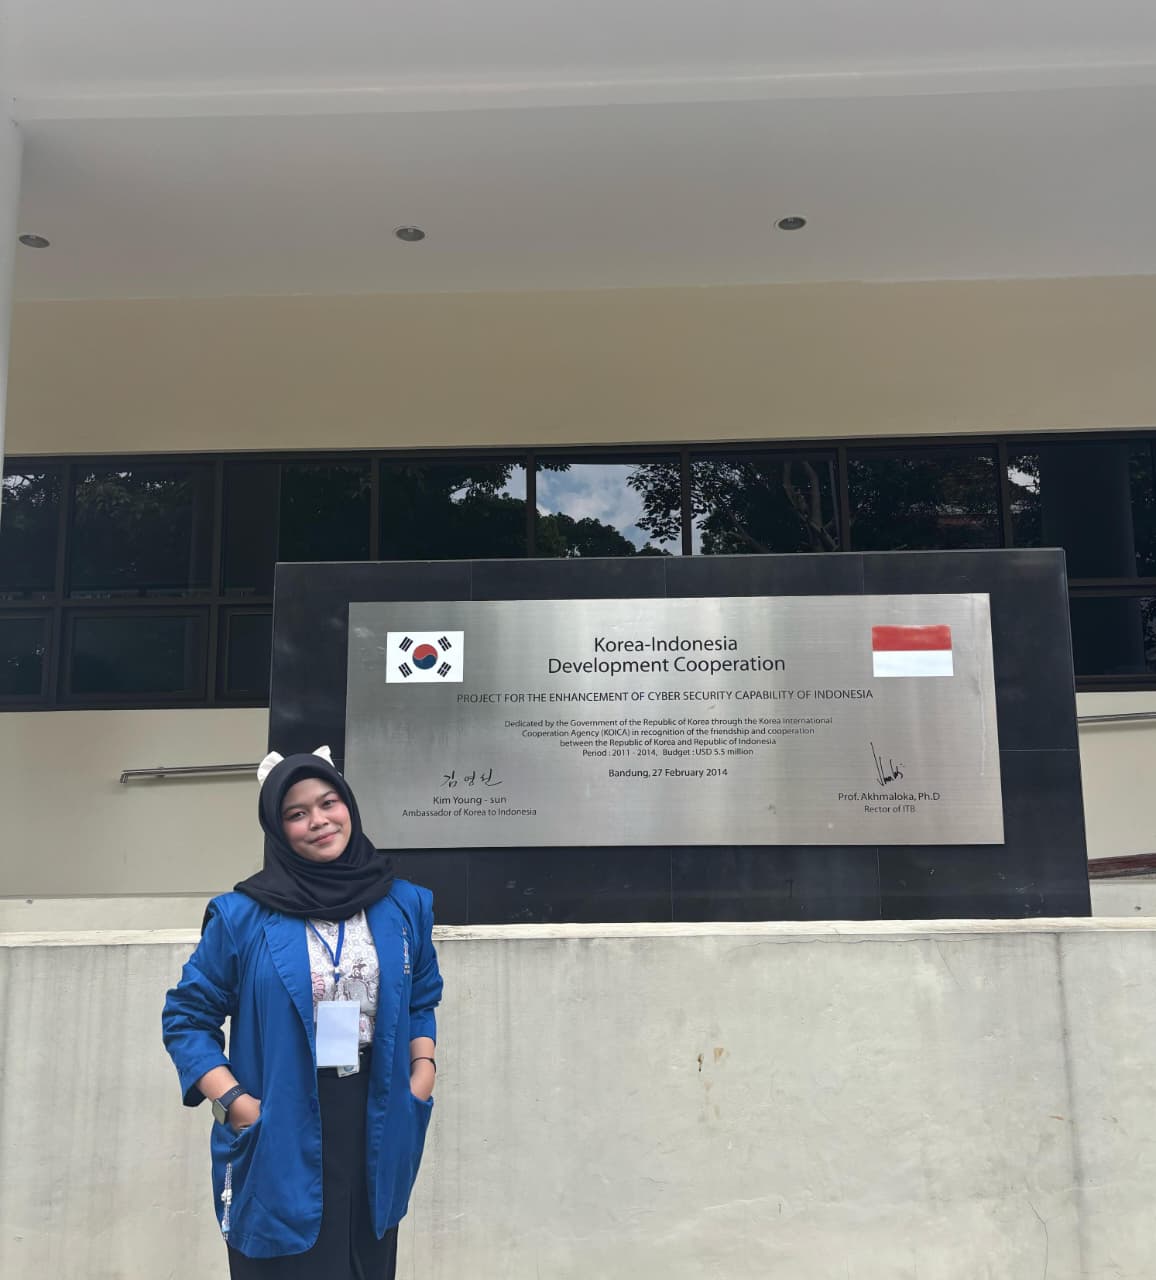 Korea-Indonesia
Development Cooperation
PROJECT FOR THE ENHANCEMENT OF CYBER SECURITY CAPABILITY OF INDONESIA
Dedicated by the Government of the Republic of Korea through the Korea International
Cooperation Agency (KOICA) in recognition of the friendship and cooperation
between the Republic of Korea and Republic of Indonesia
Period : 2011 - 2014, Budget : USD 5.5 million
Bandung, 27 February 2014
김영선
Kim Young - sun
Ambassador of Korea to Indonesia
Prof. Akhmaloka, Ph.D
Rector of ITB